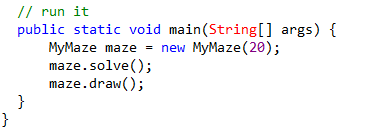 // run it
public static void main(String[] args) {
MyMaze maze = new MyMaze(20);
maze.solve();
maze.draw();
}
}